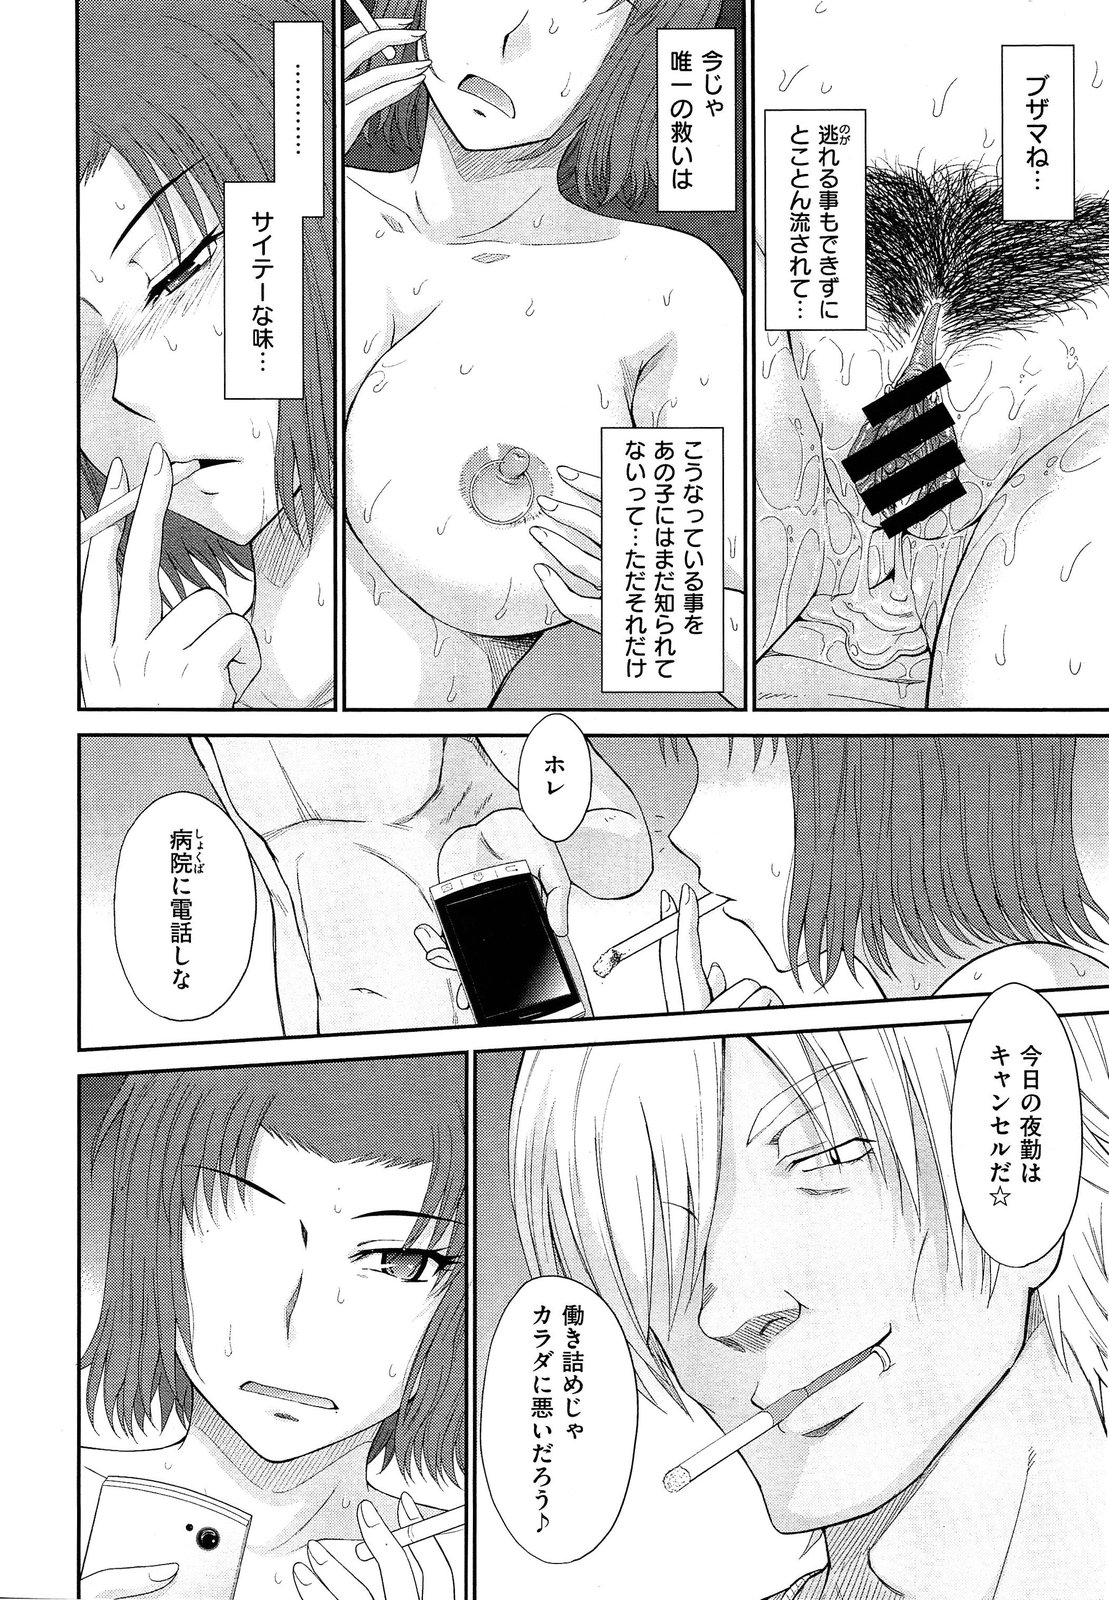 ブザマね…
逃れる事もできずに
とことん流されて…
今じゃ
唯一の救いは
こうなっている事を
あの子にはまだ知られて
ないって…ただそれだけ
…………
サイテーな味…
ホレ
病院に電話しな
今日の夜勤は
キャンセルだ☆
働き詰めじゃ
カラダに悪いだろう♪